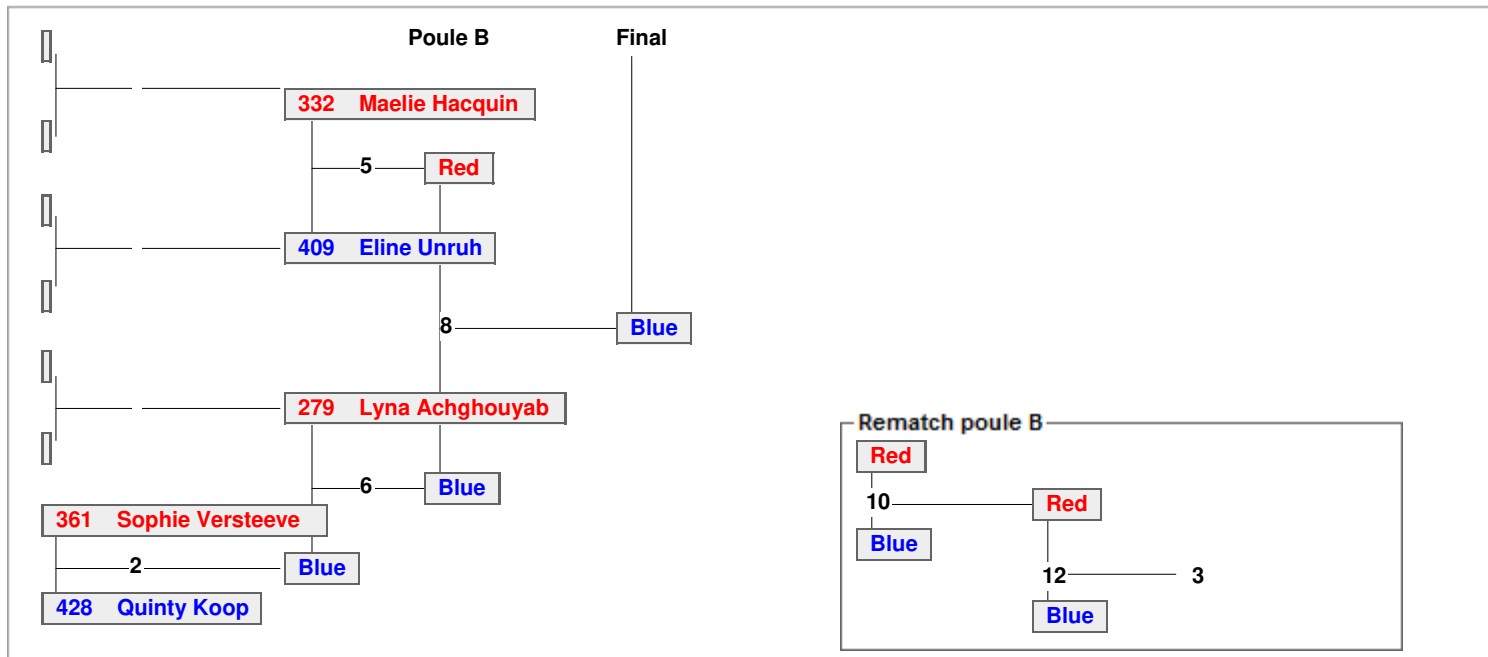 Poule B Final
332 Maelie Hacquin
5 Red
409 Eline Unruh
8 Blue
279 Lyna Achghouyab
6 Blue
361 Sophie Versteeve
2 Blue
428 Quinty Koop
Rematch poule B
Red
10 Red
Blue
12 3
Blue